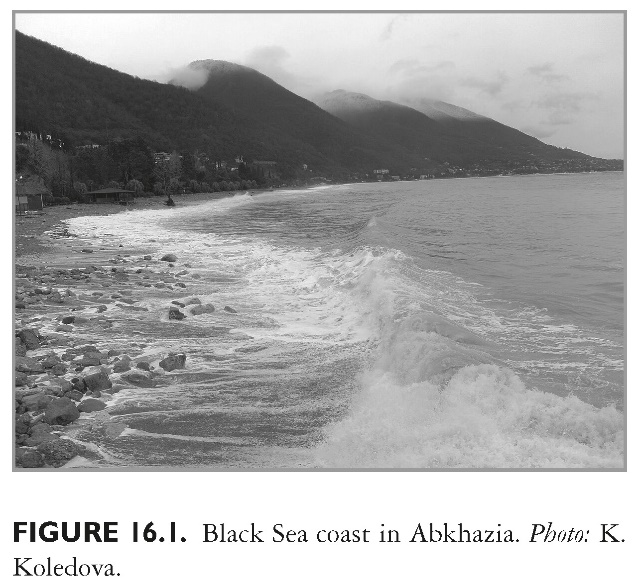 FIGURE 16.1. Black Sea coast in Abkhazia. Photo: K.
Koledova.